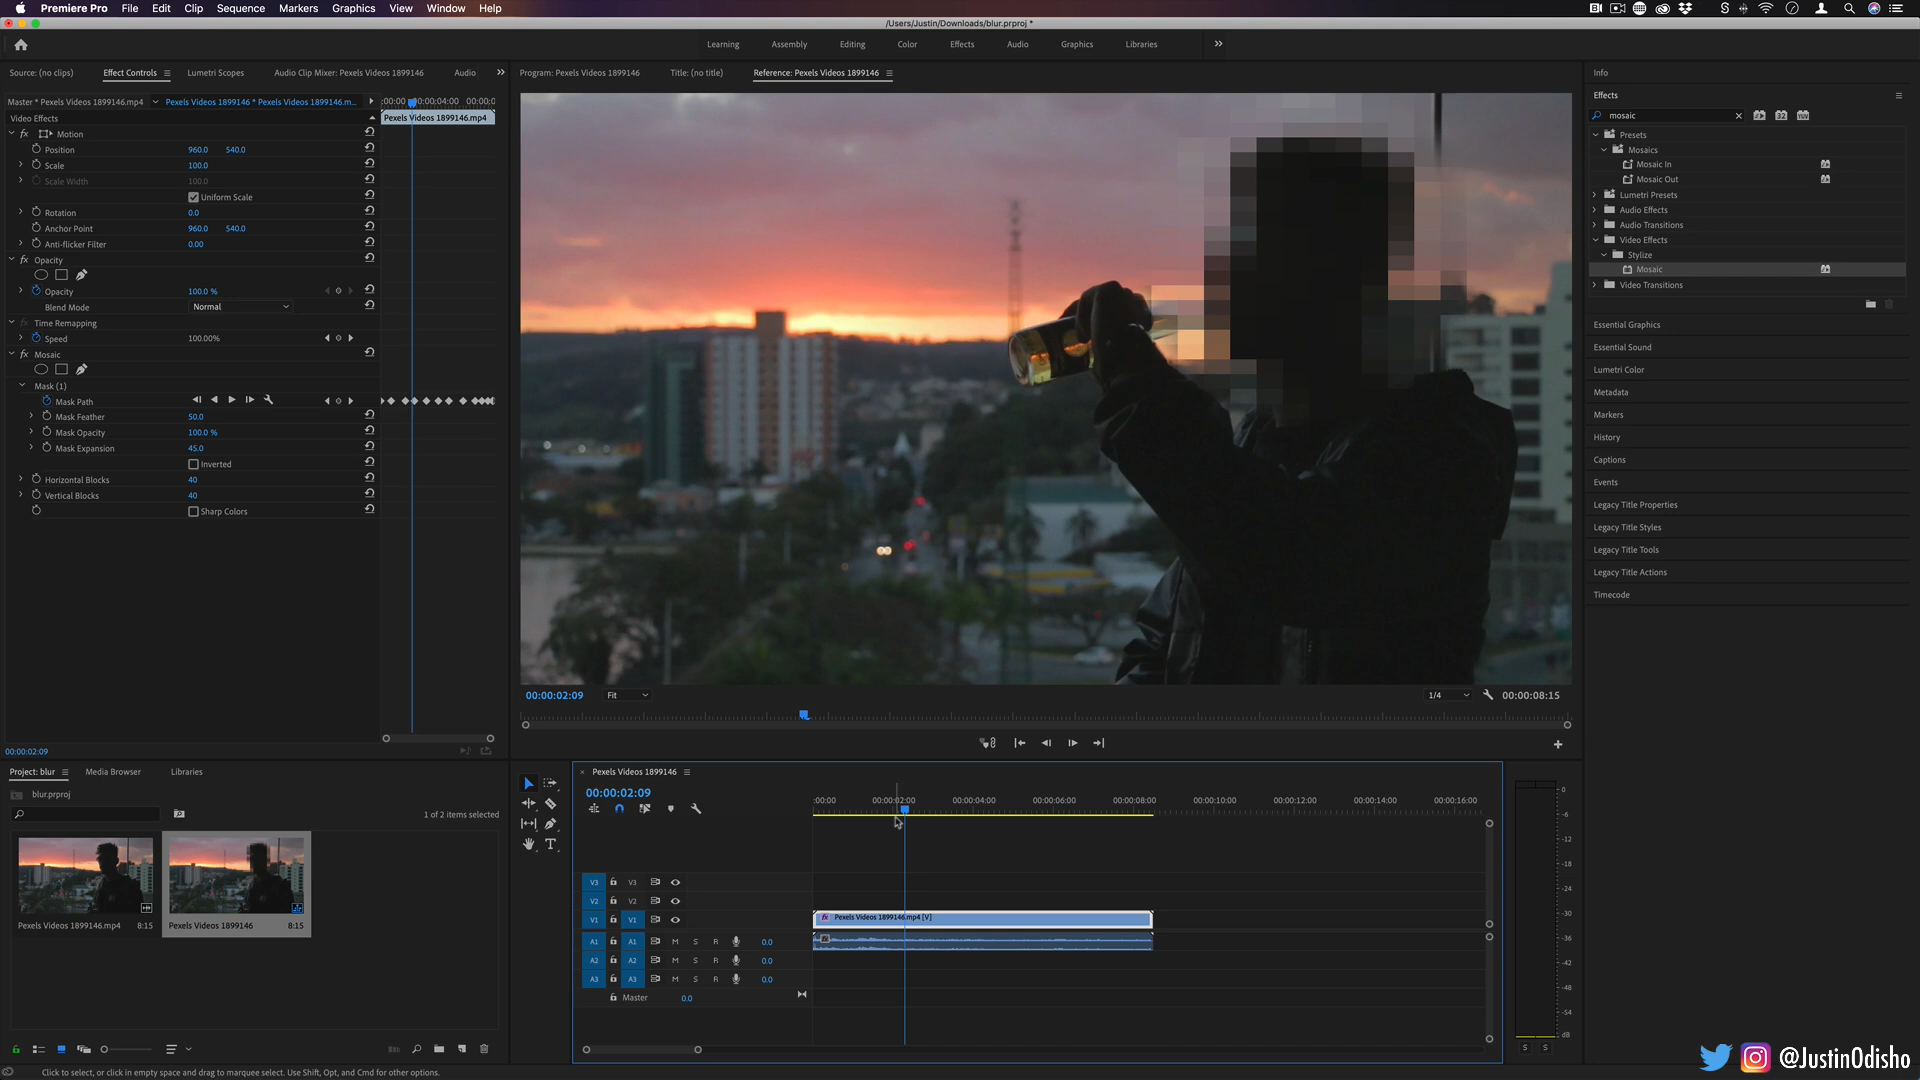 Premiere Pro File Edit Clip Sequence Markers Graphics View Window Help
/Users/Justin/Downloads/blur.prproj *
Learning Assembly Editing Color Effects Audio Graphics Libraries
Source: (no clips) Effect Controls Lumetri Scopes Audio Clip Mixer: Pexels Videos 1899146 Audio
Master * Pexels Videos 1899146.mp4 Pexels Videos 1899146 * Pexels Videos 1899146.m...
:00:00 00:00:04:00 00:00:0
Video Effects
Pexels Videos 1899146.mp4
fx Motion
Position 960.0 540.0
Scale 100.0
Scale Width 100.0
Uniform Scale
Rotation 0.0
Anchor Point 960.0 540.0
Anti-flicker Filter 0.00
fx Opacity
Opacity 100.0 %
Blend Mode Normal
fx Time Remapping
Speed 100.00%
fx Mosaic
Mask (1)
Mask Path
Mask Feather 50.0
Mask Opacity 100.0 %
Mask Expansion 45.0
Inverted
Horizontal Blocks 40
Vertical Blocks 40
Sharp Colors
00:00:02:09
Program: Pexels Videos 1899146 Title: (no title) Reference: Pexels Videos 1899146
00:00:02:09 Fit 1/4 00:00:08:15
Info
Effects
mosaic
32 YUV
Presets
Mosaics
Mosaic In
Mosaic Out
Lumetri Presets
Audio Effects
Audio Transitions
Video Effects
Stylize
Mosaic
Video Transitions
Essential Graphics
Essential Sound
Lumetri Color
Metadata
Markers
History
Captions
Events
Legacy Title Properties
Legacy Title Styles
Legacy Title Tools
Legacy Title Actions
Timecode
Project: blur Media Browser Libraries
blur.prproj
1 of 2 items selected
Pexels Videos 1899146.mp4 8:15
Pexels Videos 1899146 8:15
Pexels Videos 1899146
00:00:02:09
:00:00 00:00:02:00 00:00:04:00 00:00:06:00 00:00:08:00 00:00:10:00 00:00:12:00 00:00:14:00 00:00:16:00
V3 V3
V2 V2
V1 V1
fx Pexels Videos 1899146.mp4 [V]
A1 A1 M S R 0.0
A2 A2 M S R 0.0
A3 A3 M S R 0.0
Master 0.0
0
-6
-12
-18
-24
-30
-36
-42
-48
-54
dB
S S
Click to select, or click in empty space and drag to marquee select. Use Shift, Opt, and Cmd for other options.
@JustinOdisho